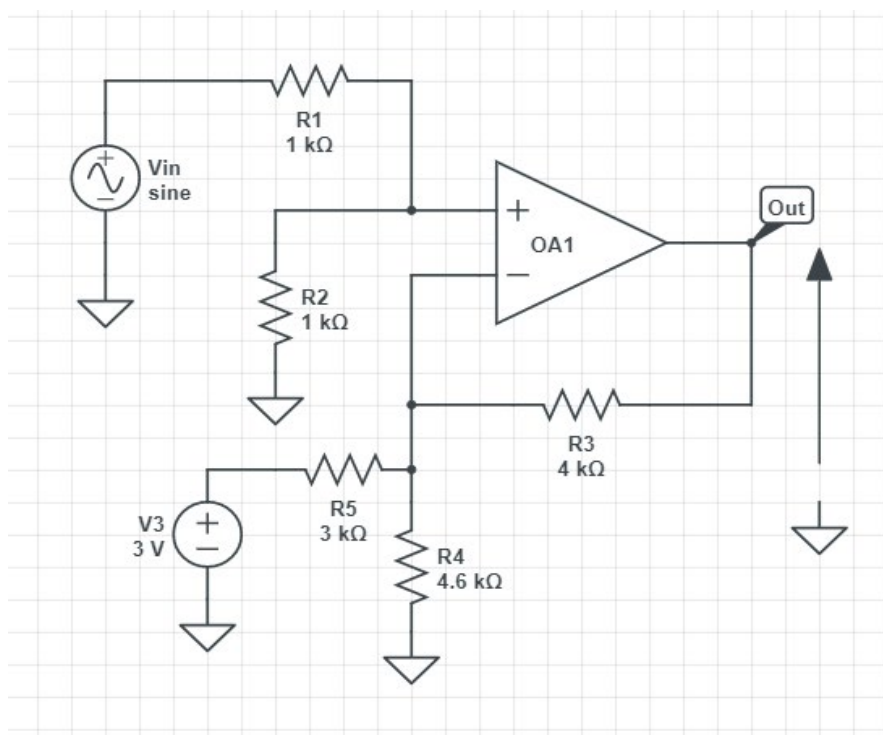 R1
1 kΩ
+
−
Vin
sine
+
−
OA1
Out
R2
1 kΩ
R3
4 kΩ
R5
3 kΩ
V3
3 V
+
−
R4
4.6 kΩ